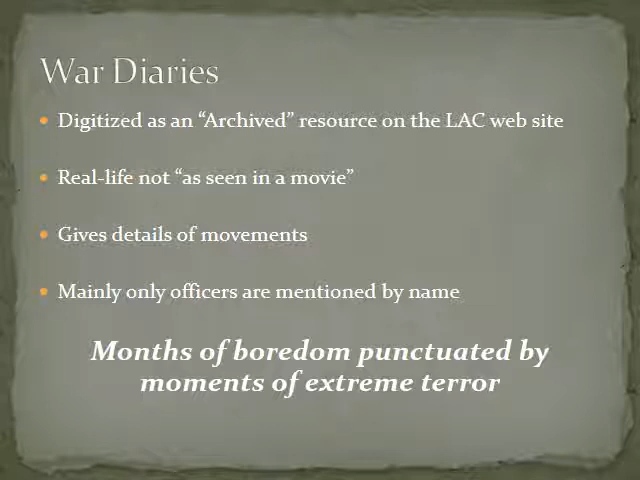 War Diaries
• Digitized as an “Archived” resource on the LAC web site
• Real-life not “as seen in a movie”
• Gives details of movements
• Mainly only officers are mentioned by name
Months of boredom punctuated by
moments of extreme terror